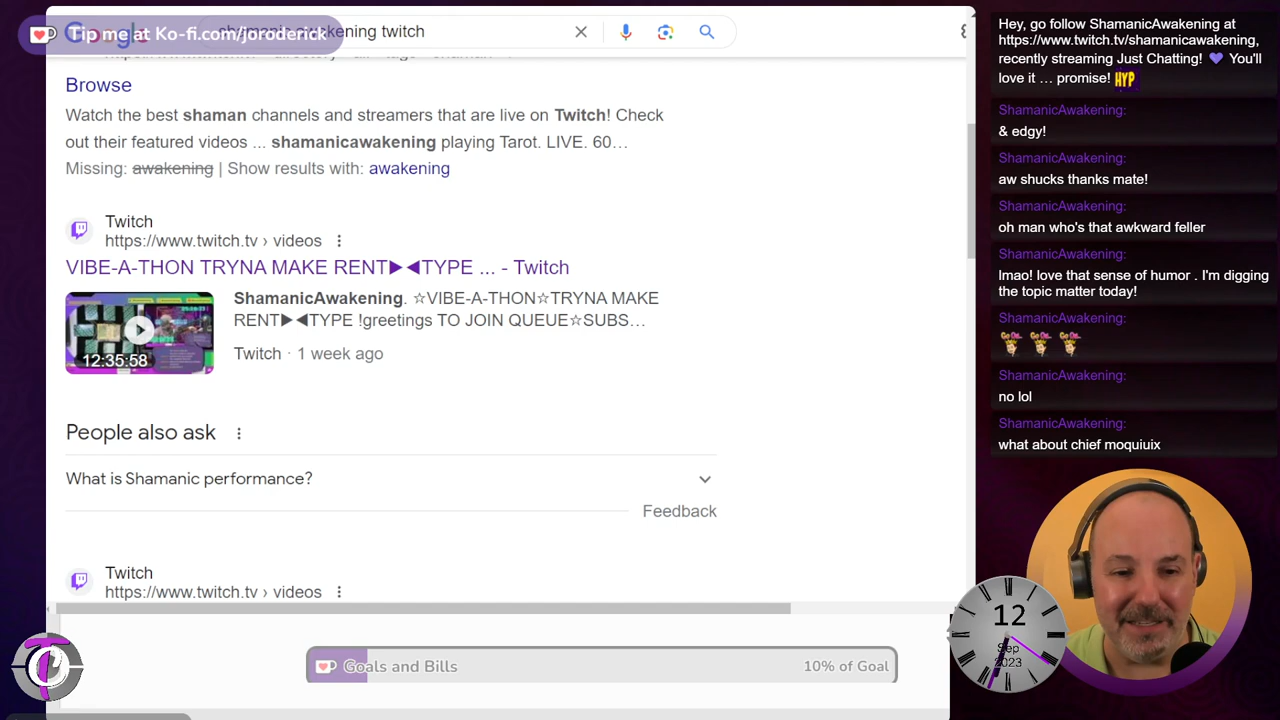 Tip me at Ko-fi.com/joroderick
Google
awakening twitch
Browse
Watch the best shaman channels and streamers that are live on Twitch! Check
out their featured videos ... shamanicawakening playing Tarot. LIVE. 60...
Missing: awakening | Show results with: awakening
Twitch
https://www.twitch.tv › videos
VIBE-A-THON TRYNA MAKE RENT▶◀TYPE ... - Twitch
12:35:58
ShamanicAwakening. ☆VIBE-A-THON☆TRYNA MAKE
RENT▶◀TYPE !greetings TO JOIN QUEUE☆SUBS...
Twitch · 1 week ago
People also ask
What is Shamanic performance?
Feedback
Twitch
https://www.twitch.tv › videos
Goals and Bills 10% of Goal
Hey, go follow ShamanicAwakening at
https://www.twitch.tv/shamanicawakening,
recently streaming Just Chatting! 💜 You'll
love it ... promise! HYP
ShamanicAwakening:
& edgy!
ShamanicAwakening:
aw shucks thanks mate!
ShamanicAwakening:
oh man who's that awkward feller
ShamanicAwakening:
lmao! love that sense of humor . I'm digging
the topic matter today!
ShamanicAwakening:
ShamanicAwakening:
no lol
ShamanicAwakening:
what about chief moquiuix
12
Sep
2023